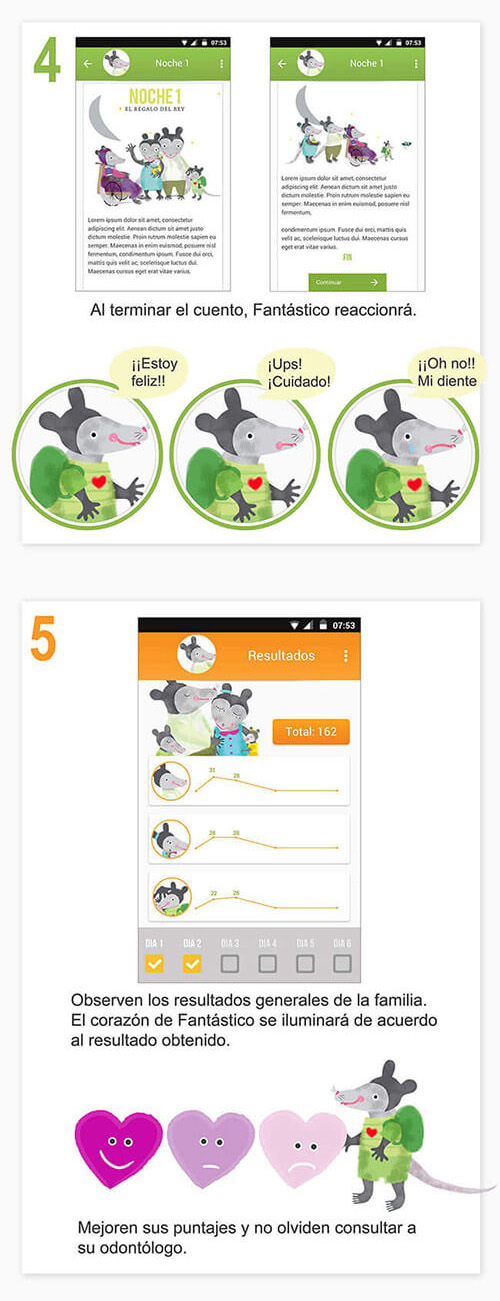 4
07:53
Noche 1
NOCHE 1
EL REGALO DEL REY
Lorem ipsum dolor sit amet, consectetur
adipiscing elit. Aenean dictum sit amet justo
dictum molestie. Proin rutrum molestie sapien eu
semper. Maecenas in enim euismod, posuere nisl
fermentum, condimentum ipsum. Fusce dui orci,
mattis quis velit ac, scelerisque luctus dui.
Maecenas cursus eget erat vitae varius.
07:53
Noche 1
Lorem ipsum dolor sit amet, consectetur
adipiscing elit. Aenean dictum sit amet justo
dictum molestie. Proin rutrum molestie sapien eu
semper. Maecenas in enim euismod, posuere nisl
fermentum,
condimentum ipsum. Fusce dui orci, mattis quis
velit ac, scelerisque luctus dui. Maecenas cursus
eget erat vitae varius.
FIN
Continuar
Al terminar el cuento, Fantástico reaccionrá.
¡¡Estoy
feliz!!
¡Ups!
¡Cuidado!
¡¡Oh no!!
Mi diente
5
07:53
Resultados
Total: 162
31 28
28 28
22 26
DIA 1 DIA 2 DIA 3 DIA 4 DIA 5 DIA 6
Observen los resultados generales de la familia.
El corazón de Fantástico se iluminará de acuerdo
al resultado obtenido.
Mejoren sus puntajes y no olviden consultar a
su odontólogo.